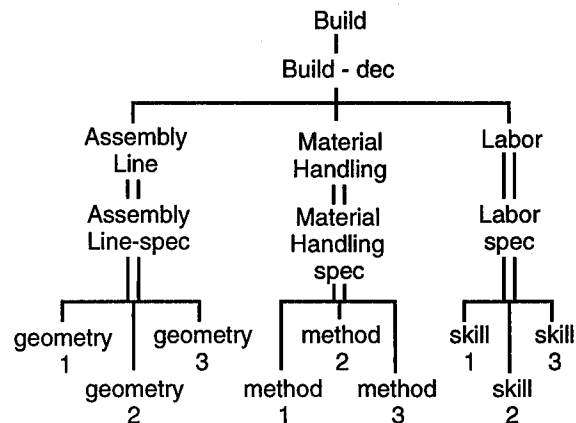 Build
Build - dec
Assembly
Line
Material
Handling
Labor
Assembly
Line-spec
Material
Handling
spec
Labor
spec
geometry
1
geometry
2
geometry
3
method
1
method
2
method
3
skill
1
skill
2
skill
3